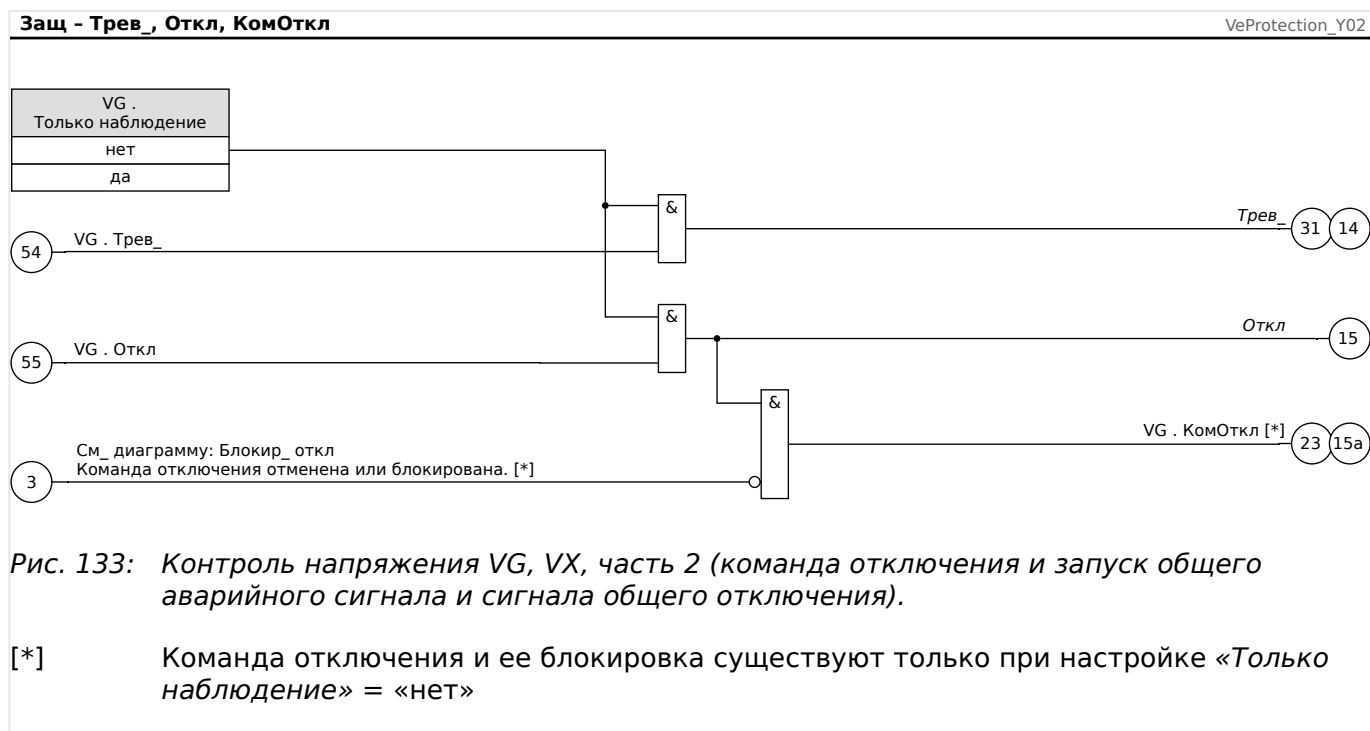 Защ – Трев_, Откл, КомОткл
VeProtection_Y02
VG .
Только наблюдение
нет
да
&
Трев_
31
14
54
VG . Трев_
&
Откл
15
55
VG . Откл
&
VG . КомОткл [*]
23
15a
См_ диаграмму: Блокир_ откл
Команда отключения отменена или блокирована. [*]
3
Рис. 133: Контроль напряжения VG, VX, часть 2 (команда отключения и запуск общего
аварийного сигнала и сигнала общего отключения).
[*] Команда отключения и ее блокировка существуют только при настройке «Только
наблюдение» = «нет»